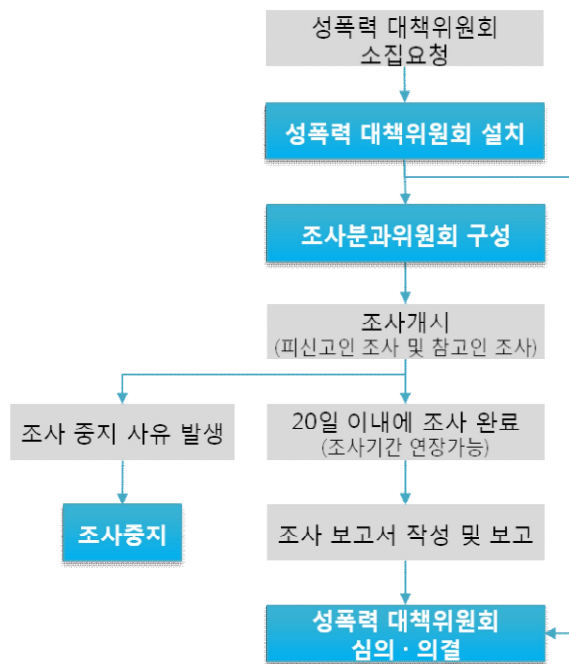 성폭력 대책위원회
소집요청
성폭력 대책위원회 설치
조사분과위원회 구성
조사개시
(피신고인 조사 및 참고인 조사)
조사 중지 사유 발생
20일 이내에 조사 완료
(조사기간 연장가능)
조사중지
조사 보고서 작성 및 보고
성폭력 대책위원회
심의 · 의결